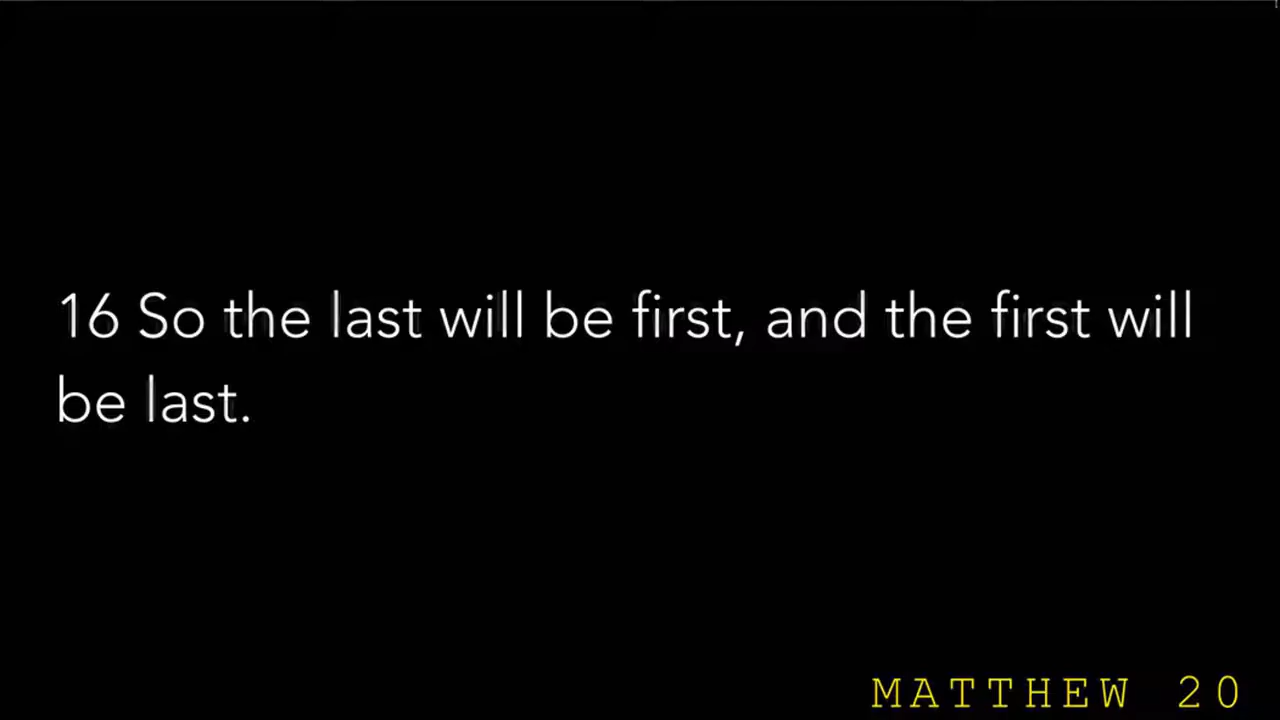 16 So the last will be first, and the first will
be last.
MATTHEW 20